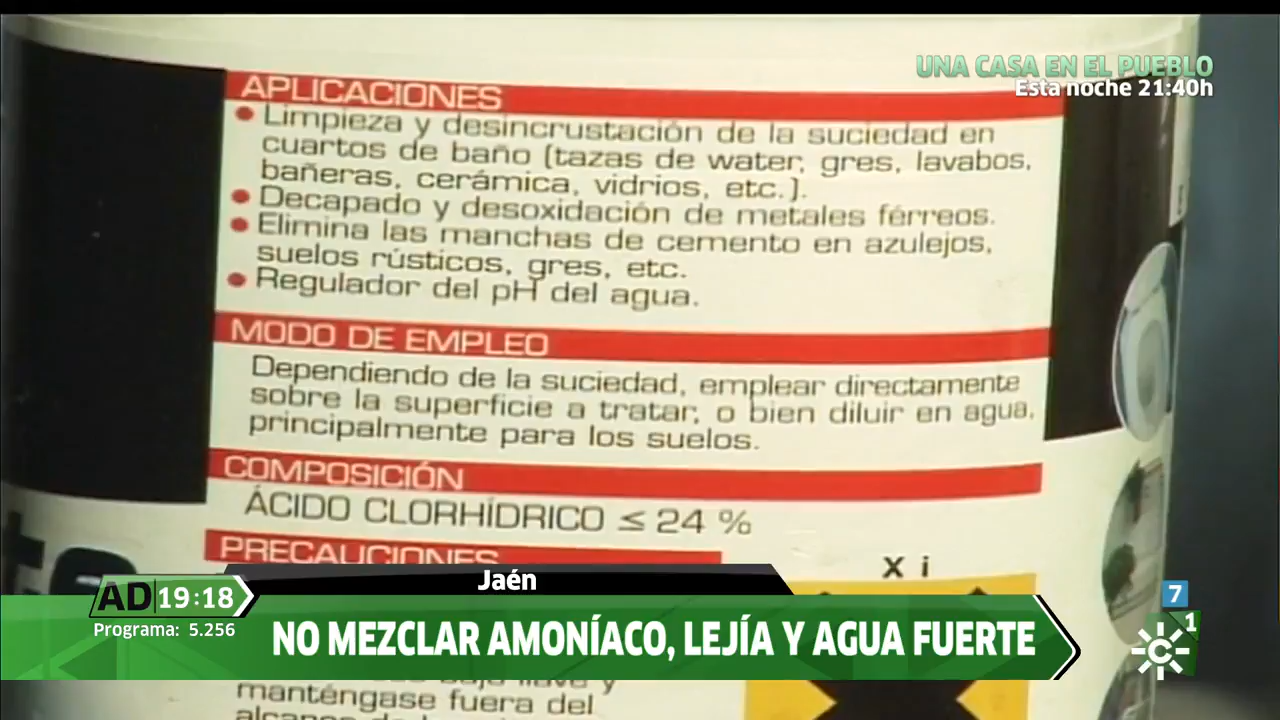 UNA CASA EN EL PUEBLO
Esta noche 21:40h
APLICACIONES
Limpieza y desincrustación de la suciedad en
cuartos de baño (tazas de water, gres, lavabos,
bañeras, cerámica, vidrios, etc.).
Decapado y desoxidación de metales férreos.
Elimina las manchas de cemento en azulejos,
suelos rústicos, gres, etc.
Regulador del pH del agua.
MODO DE EMPLEO
Dependiendo de la suciedad, emplear directamente
sobre la superficie a tratar, o bien diluir en agua,
principalmente para los suelos.
COMPOSICIÓN
ÁCIDO CLORHÍDRICO ≤ 24 %
PRECAUCIONES
X i
Jaén
AD 19:18
Programa: 5.256
NO MEZCLAR AMONÍACO, LEJÍA Y AGUA FUERTE
7
1
manténgase fuera del